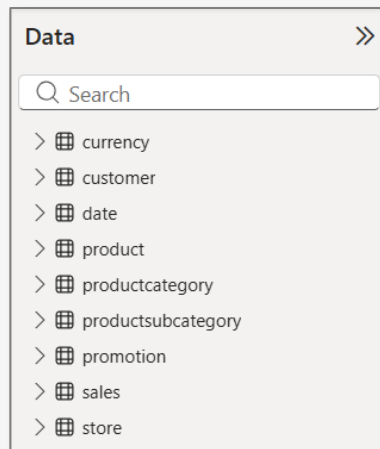 Data
Search
currency
customer
date
product
productcategory
productsubcategory
promotion
sales
store